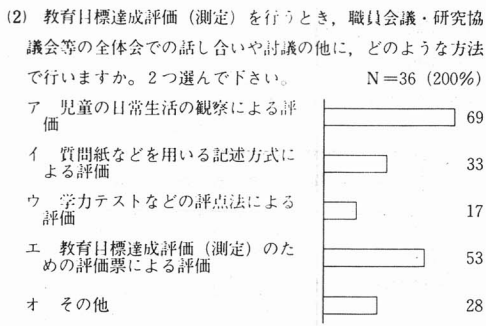 (2) 教育目標達成評価（測定）を行うとき，職員会議・研究協
議会等の全体会での話し合いや討議の他に，どのような方法
で行いますか。2つ選んで下さい。 N＝36（200％）
ア 児童の日常生活の観察による評
価 69
イ 質問紙などを用いる記述方式に
よる評価 33
ウ 学力テストなどの評点法による
評価 17
エ 教育目標達成評価（測定）のた
めの評価票による評価 53
オ その他 28